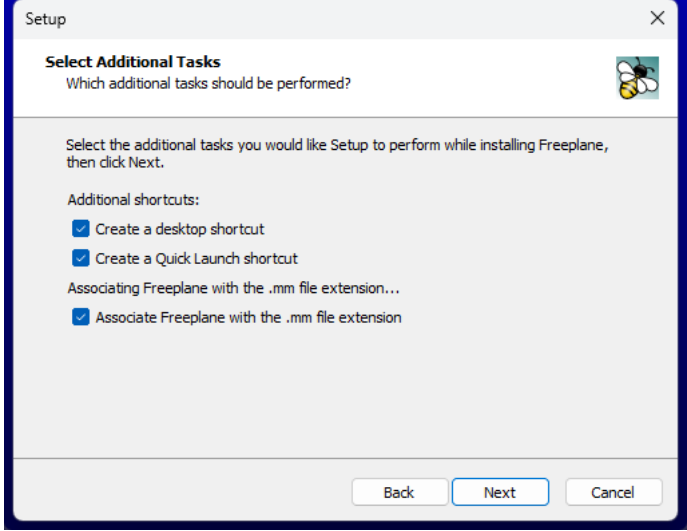 Setup
Select Additional Tasks
Which additional tasks should be performed?
Select the additional tasks you would like Setup to perform while installing Freeplane,
then click Next.
Additional shortcuts:
Create a desktop shortcut
Create a Quick Launch shortcut
Associating Freeplane with the .mm file extension...
Associate Freeplane with the .mm file extension
Back
Next
Cancel